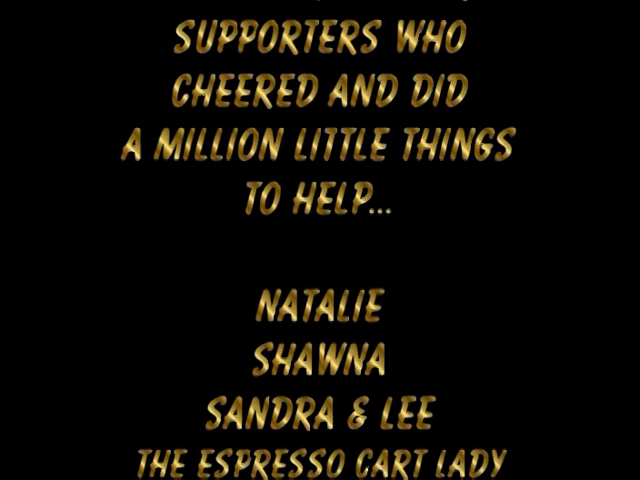 SUPPORTERS WHO
CHEERED AND DID
A MILLION LITTLE THINGS
TO HELP...
NATALIE
SHAWNA
SANDRA & LEE
THE ESPRESSO CART LADY